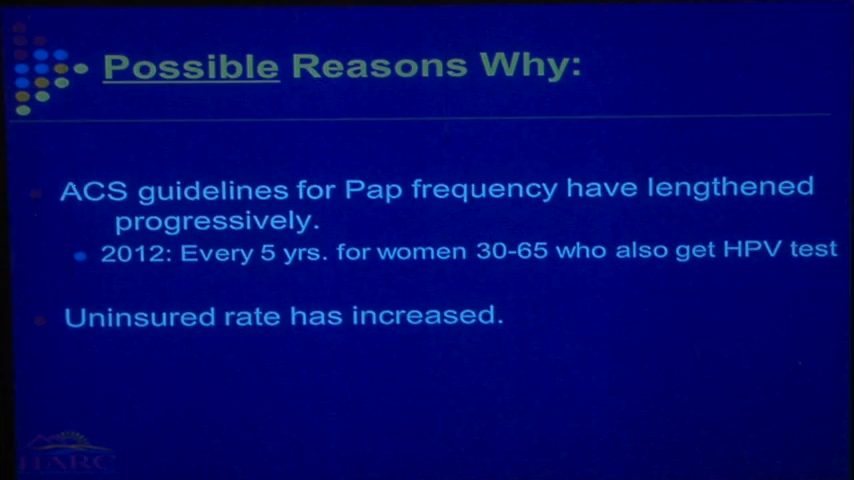 Possible Reasons Why:
ACS guidelines for Pap frequency have lengthened
progressively.
2012: Every 5 yrs. for women 30-65 who also get HPV test
Uninsured rate has increased.
HARC